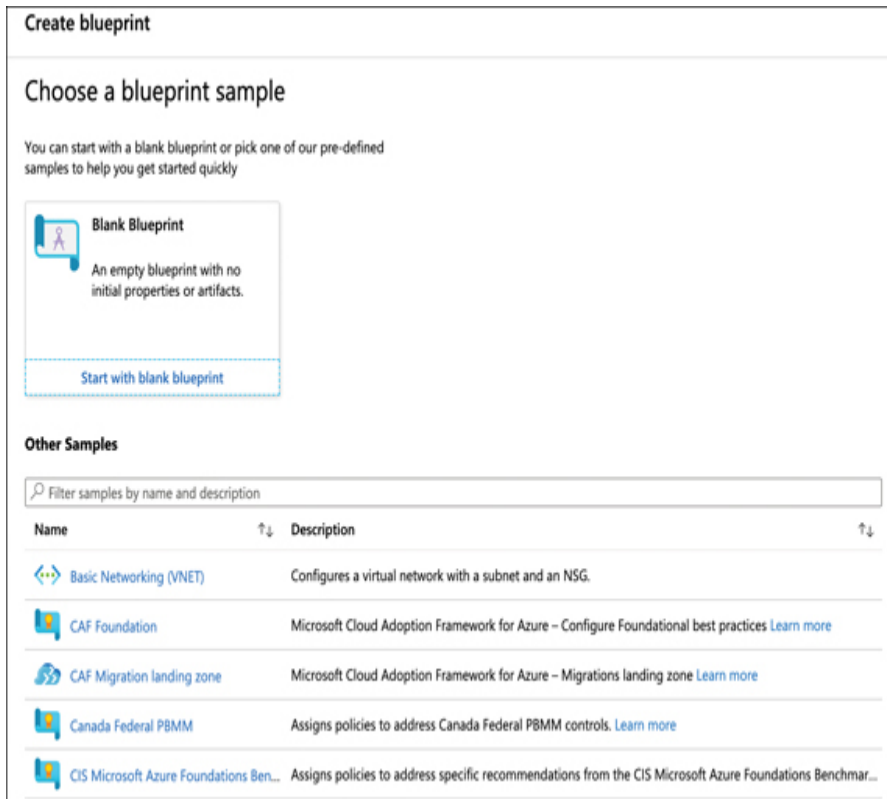 Create blueprint
Choose a blueprint sample
You can start with a blank blueprint or pick one of our pre-defined
samples to help you get started quickly
Blank Blueprint
An empty blueprint with no
initial properties or artifacts.
Start with blank blueprint
Other Samples
Filter samples by name and description
Name Description
Basic Networking (VNET) Configures a virtual network with a subnet and an NSG.
CAF Foundation Microsoft Cloud Adoption Framework for Azure – Configure Foundational best practices Learn more
CAF Migration landing zone Microsoft Cloud Adoption Framework for Azure – Migrations landing zone Learn more
Canada Federal PBMM Assigns policies to address Canada Federal PBMM controls. Learn more
CIS Microsoft Azure Foundations Ben... Assigns policies to address specific recommendations from the CIS Microsoft Azure Foundations Benchmar...